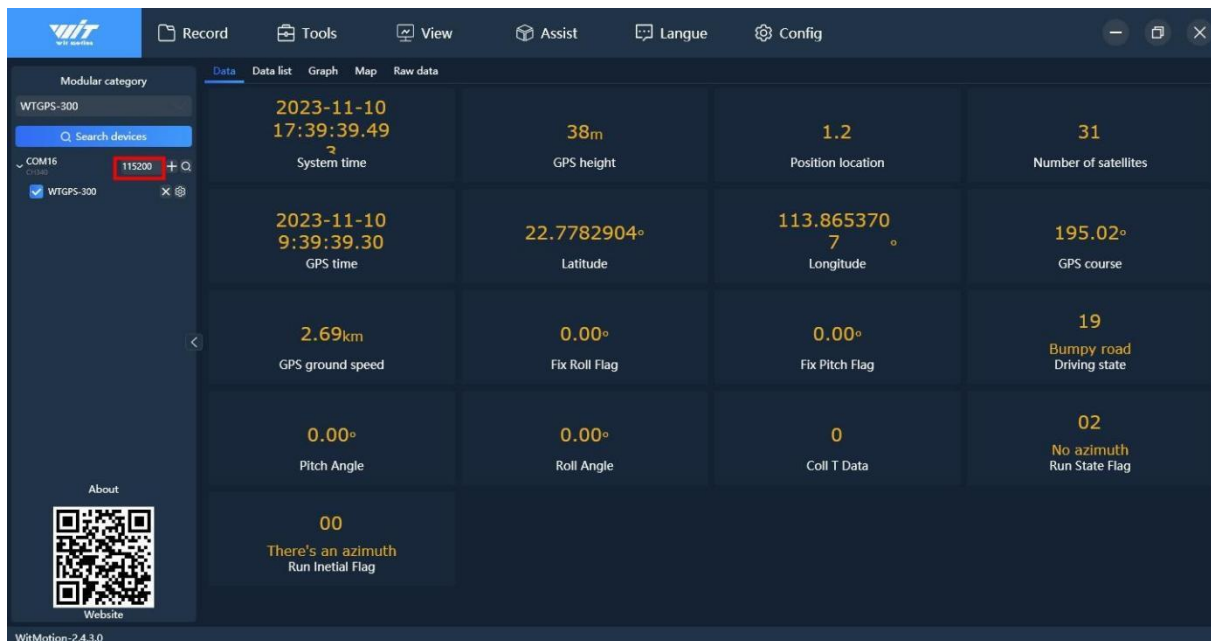 WIT
wit motion
Record
Tools
View
Assist
Langue
Config
Modular category
WTGPS-300
Search devices
COM16
CH340
115200
WTGPS-300
About
Website
WitMotion-2.4.3.0
Data Data list Graph Map Raw data
2023-11-10
17:39:39.49
3
System time
38m
GPS height
1.2
Position location
31
Number of satellites
2023-11-10
9:39:39.30
GPS time
22.7782904°
Latitude
113.865370
7 °
Longitude
195.02°
GPS course
2.69km
GPS ground speed
0.00°
Fix Roll Flag
0.00°
Fix Pitch Flag
19
Bumpy road
Driving state
0.00°
Pitch Angle
0.00°
Roll Angle
0
Coll T Data
02
No azimuth
Run State Flag
00
There's an azimuth
Run Inetial Flag